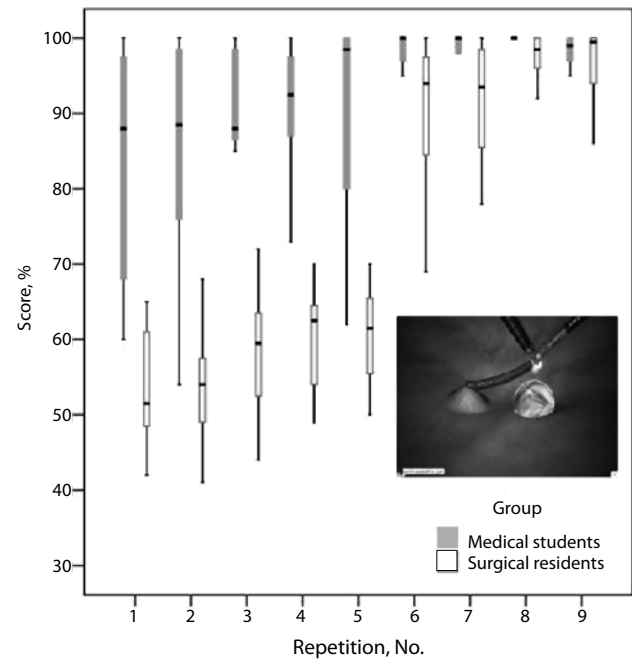 100
90
80
70
60
50
40
30
Score, %
1 2 3 4 5 6 7 8 9
Repetition, No.
Group
Medical students
Surgical residents